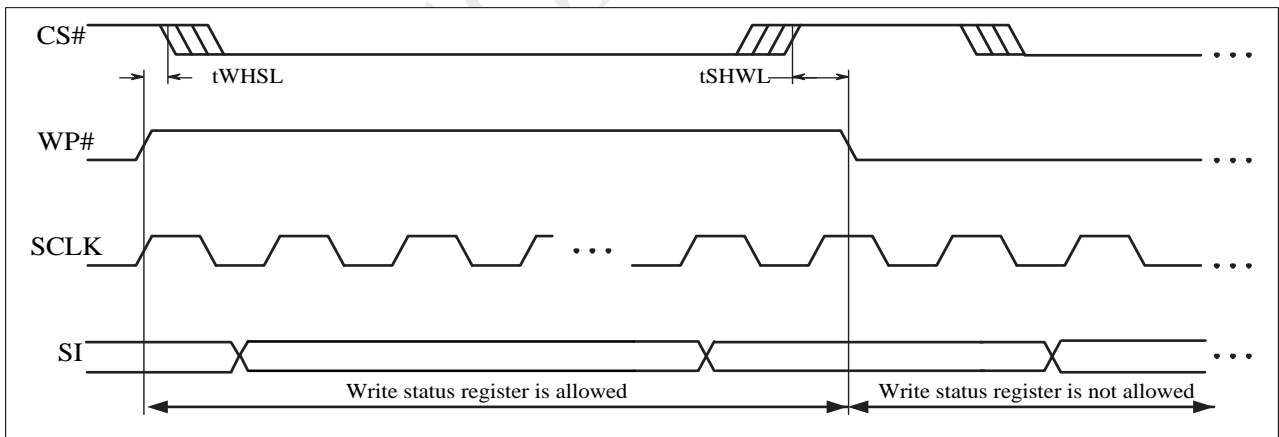 CS#
tWHSL
tSHWL
WP#
SCLK
SI
Write status register is allowed
Write status register is not allowed